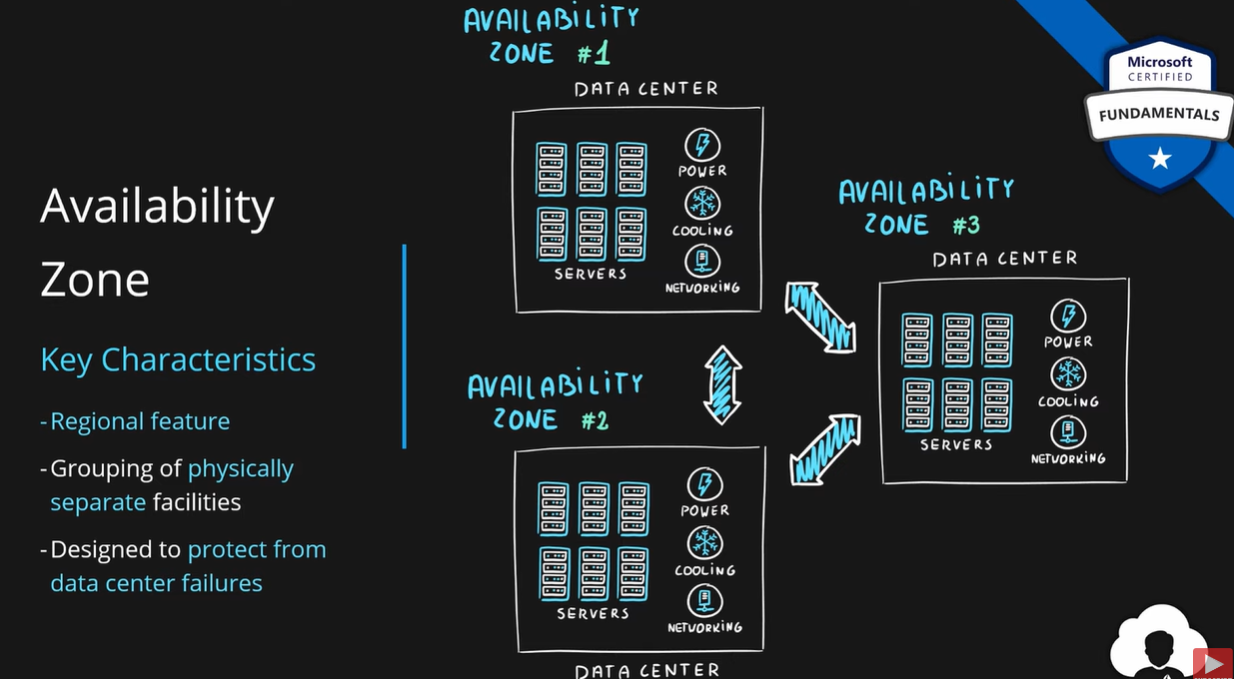 Availability
Zone
Key Characteristics
- Regional feature
- Grouping of physically
separate facilities
- Designed to protect from
data center failures
AVAILABILITY
ZONE #1
DATA CENTER
SERVERS
POWER
COOLING
NETWORKING
AVAILABILITY
ZONE #2
SERVERS
POWER
COOLING
NETWORKING
DATA CENTER
AVAILABILITY
ZONE #3
DATA CENTER
SERVERS
POWER
COOLING
NETWORKING
Microsoft
CERTIFIED
FUNDAMENTALS